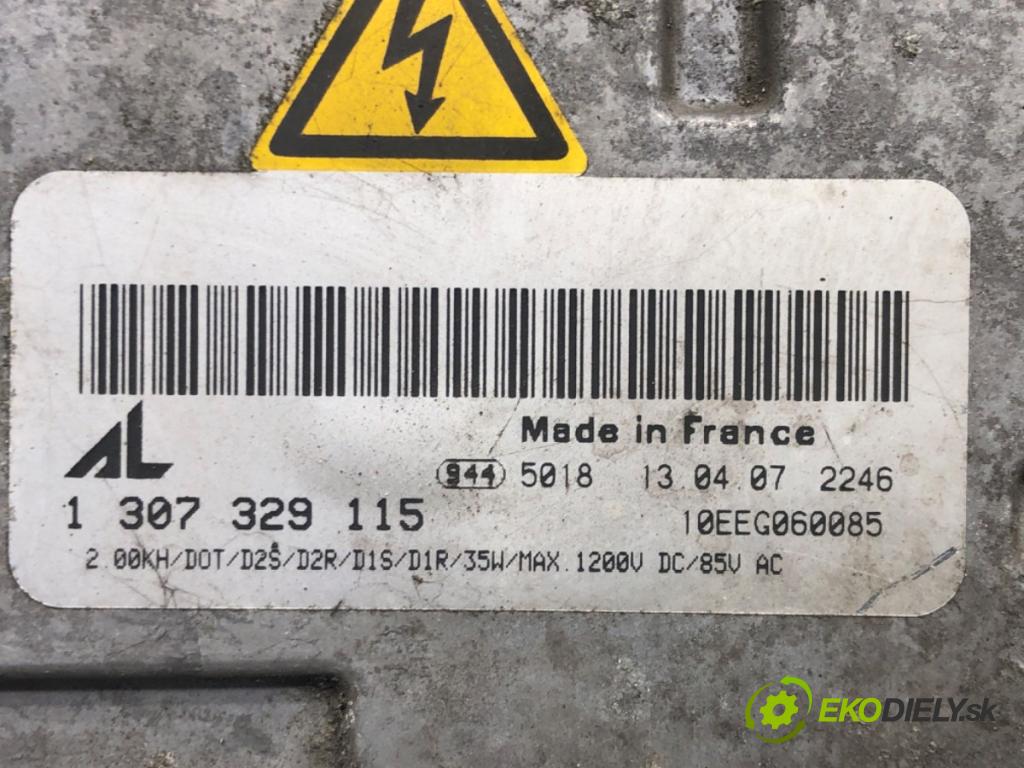 AL
Made in France
944 5018 13.04.07 2246
1 307 329 115
10EEG060085
2.00KH/DOT/D2S/D2R/D1S/D1R/35W/MAX.1200V DC/85V AC
EKODIELY.sk